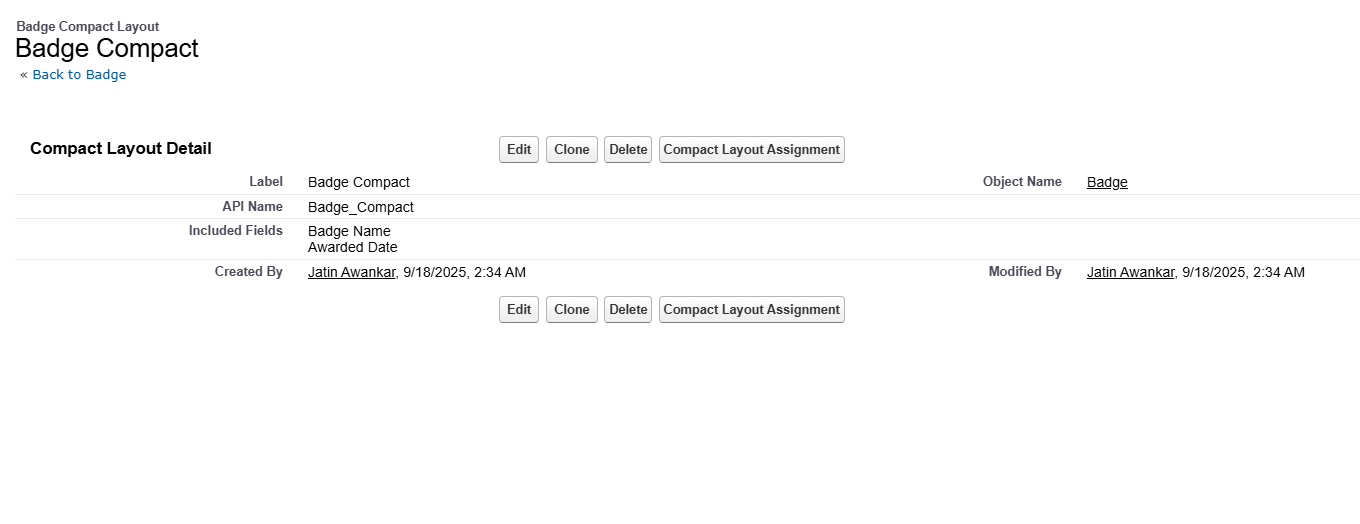 Badge Compact Layout
Badge Compact
« Back to Badge
Compact Layout Detail Edit Clone Delete Compact Layout Assignment
Label Badge Compact Object Name Badge
API Name Badge_Compact
Included Fields Badge Name
Awarded Date
Created By Jatin Awankar, 9/18/2025, 2:34 AM Modified By Jatin Awankar, 9/18/2025, 2:34 AM
Edit Clone Delete Compact Layout Assignment